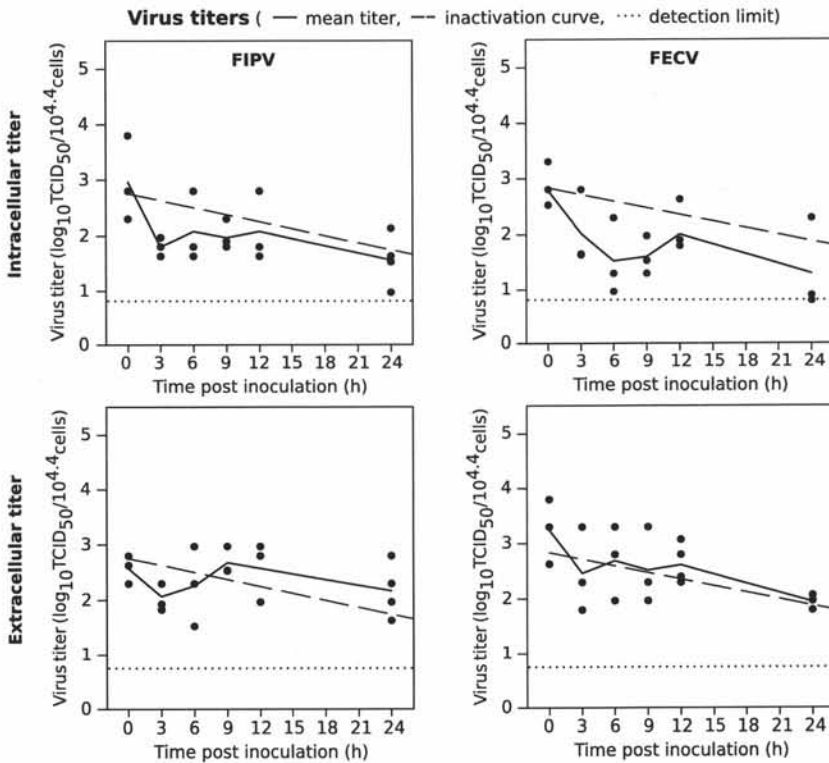 Virus titers ( — mean titer, — — inactivation curve, ····· detection limit)
FIPV
FECV
Intracellular titer
Virus titer (log10TCID50/10^4.4cells)
5
4
3
2
1
0
0 3 6 9 12 15 18 21 24
Time post inoculation (h)
Virus titer (log10TCID50/10^4.4cells)
5
4
3
2
1
0
0 3 6 9 12 15 18 21 24
Time post inoculation (h)
Extracellular titer
Virus titer (log10TCID50/10^4.4cells)
5
4
3
2
1
0
0 3 6 9 12 15 18 21 24
Time post inoculation (h)
Virus titer (log10TCID50/10^4.4cells)
5
4
3
2
1
0
0 3 6 9 12 15 18 21 24
Time post inoculation (h)